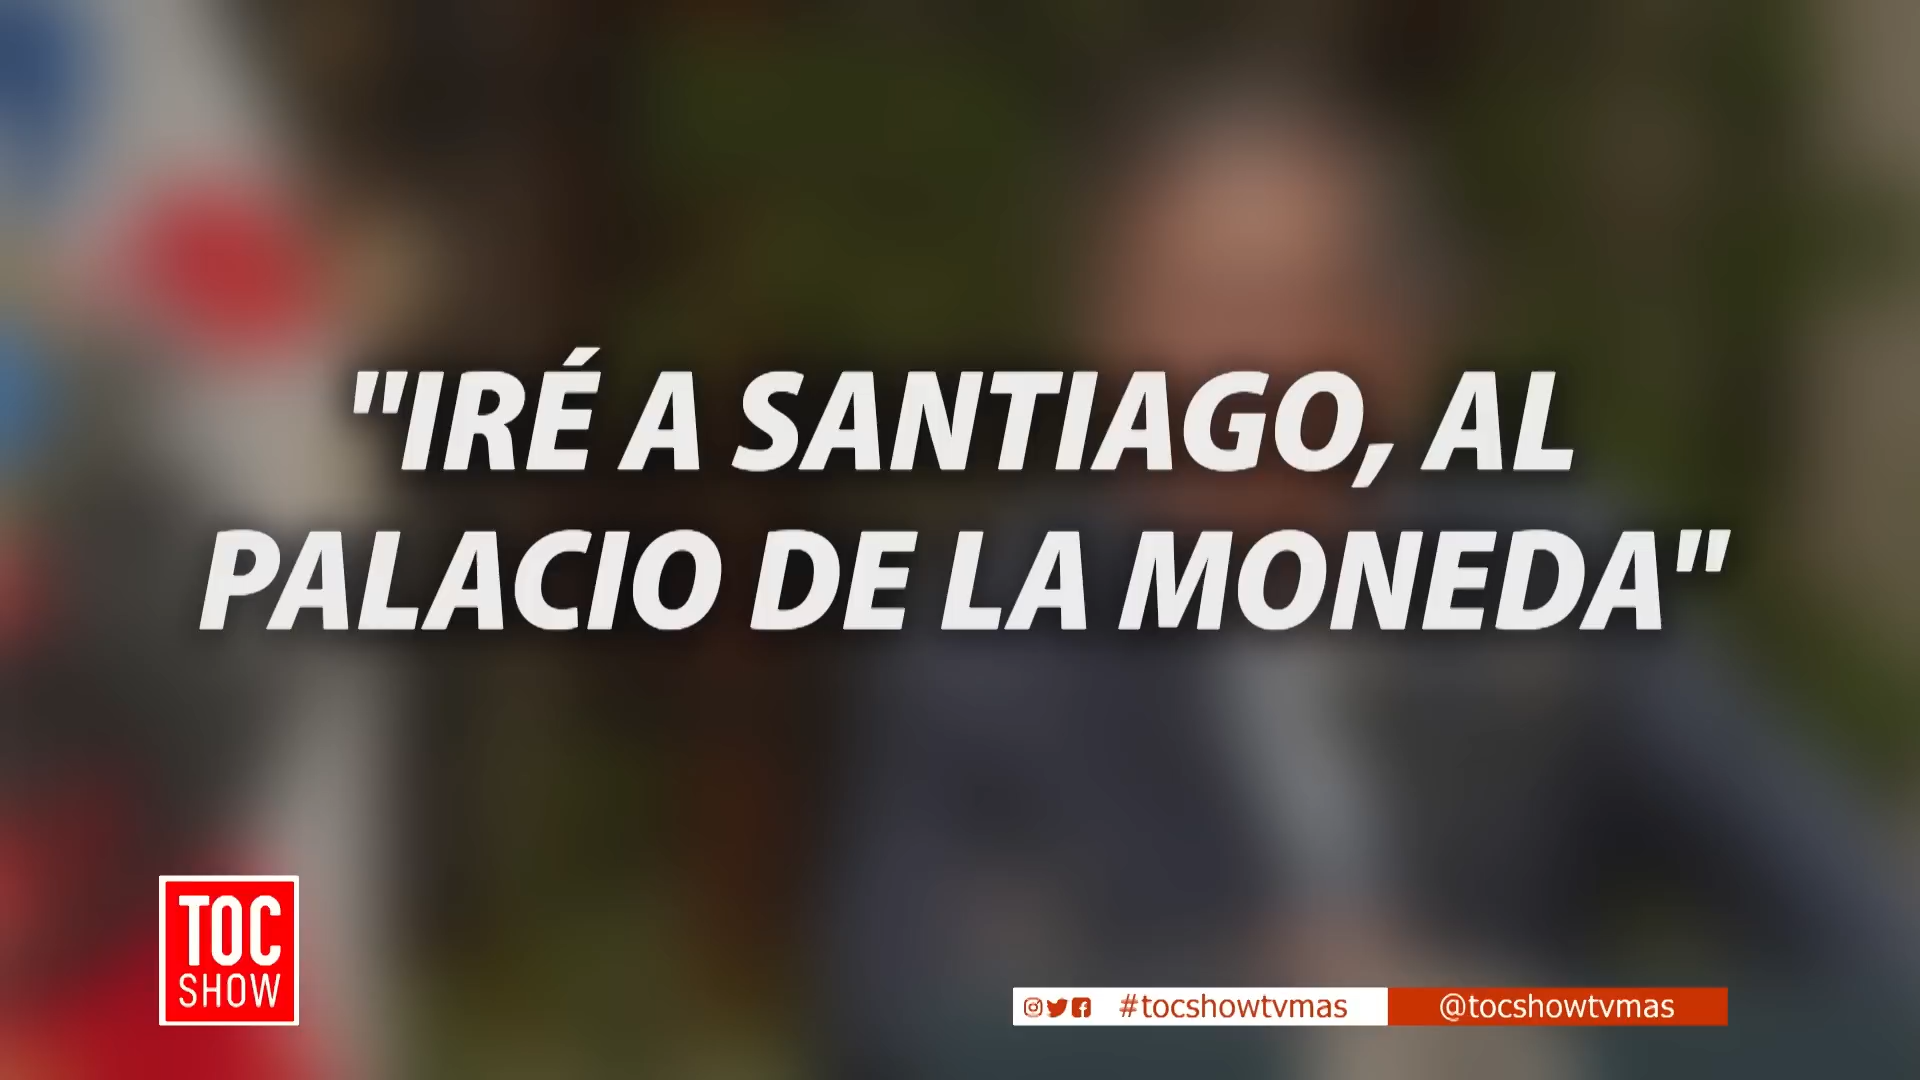 "IRÉ A SANTIAGO, AL
PALACIO DE LA MONEDA"
TOC
SHOW
#tocshowtvmas
@tocshowtvmas